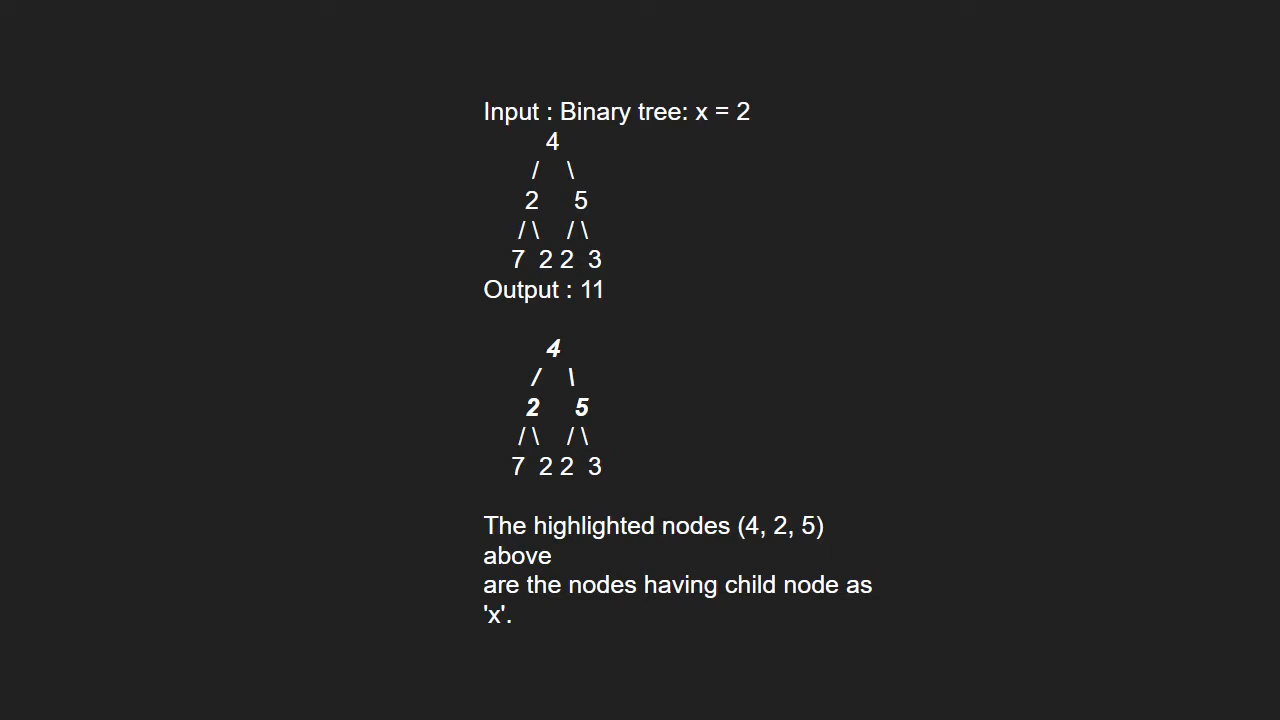 Input : Binary tree: x = 2
4
/ \
2 5
/ \ / \
7 2 2 3
Output : 11
4
/ \
2 5
/ \ / \
7 2 2 3
The highlighted nodes (4, 2, 5)
above
are the nodes having child node as
'x'.